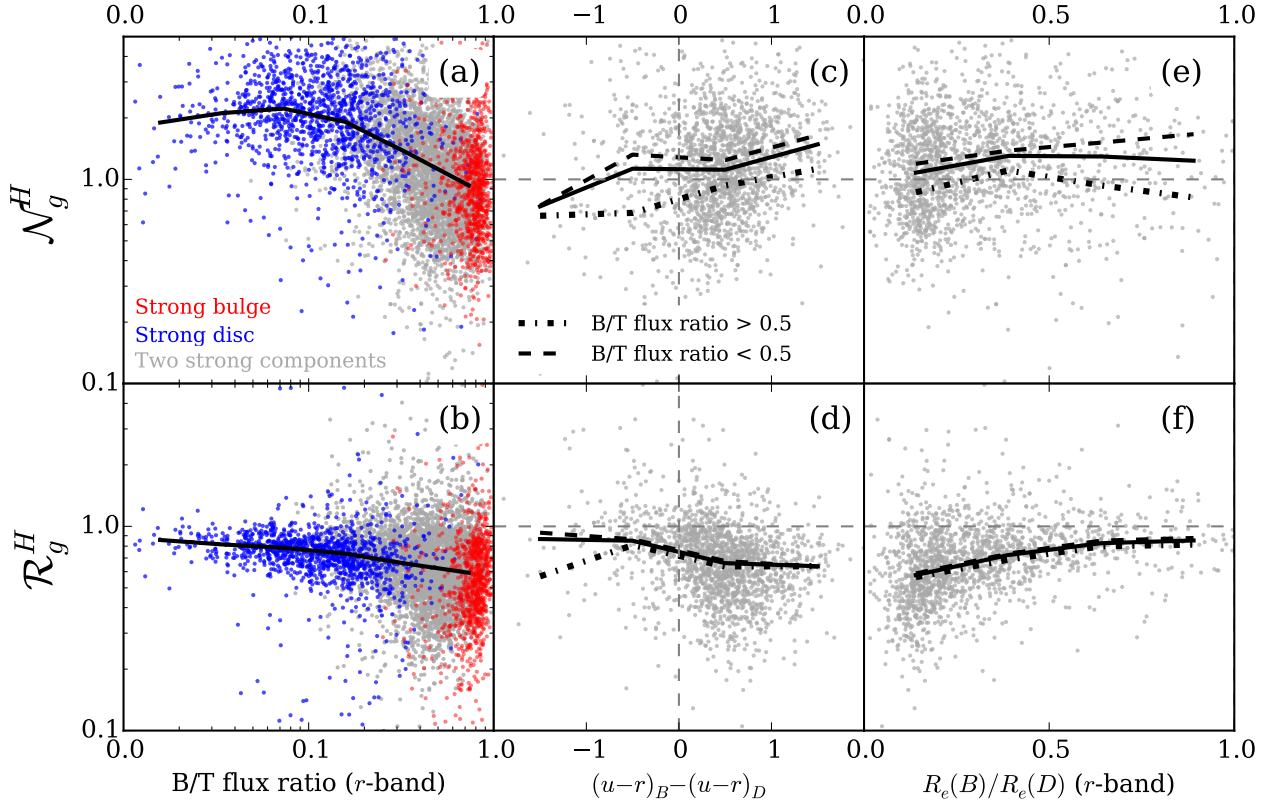 0.0 0.1 1.0 −1 0 1 0.0 0.5 1.0
(a) (c) (e)
1.0
𝒩_g^H
Strong bulge
Strong disc
Two strong components
B/T flux ratio > 0.5
B/T flux ratio < 0.5
0.1
(b) (d) (f)
1.0
ℛ_g^H
0.1
0.0 0.1 1.0 −1 0 1 0.0 0.5 1.0
B/T flux ratio (r-band) (u−r)_B−(u−r)_D R_e(B)/R_e(D) (r-band)